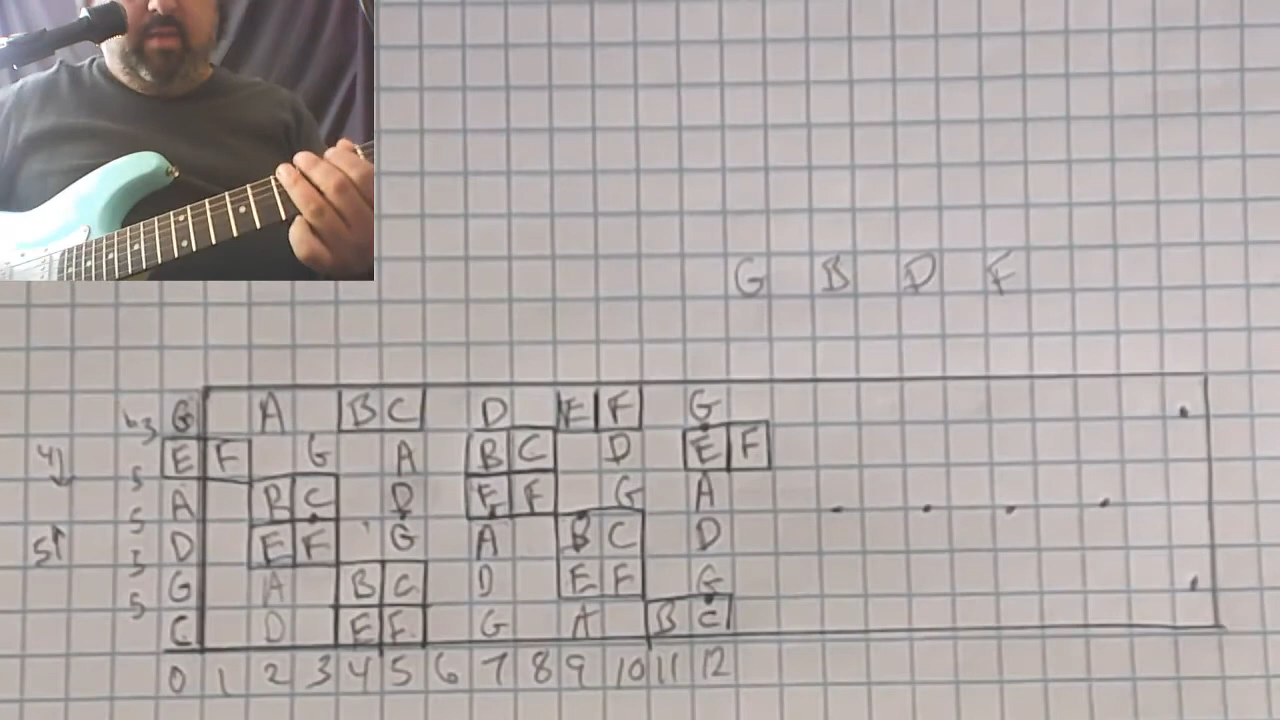 G B D F
b3 G A B C D E F G
4↓ E F G A B C D E F
5 A B C D E F G A
5 D E F G A B C D
5↑ 3 G A B C D E F G
5 C D E F G A B C
0 1 2 3 4 5 6 7 8 9 10 11 12